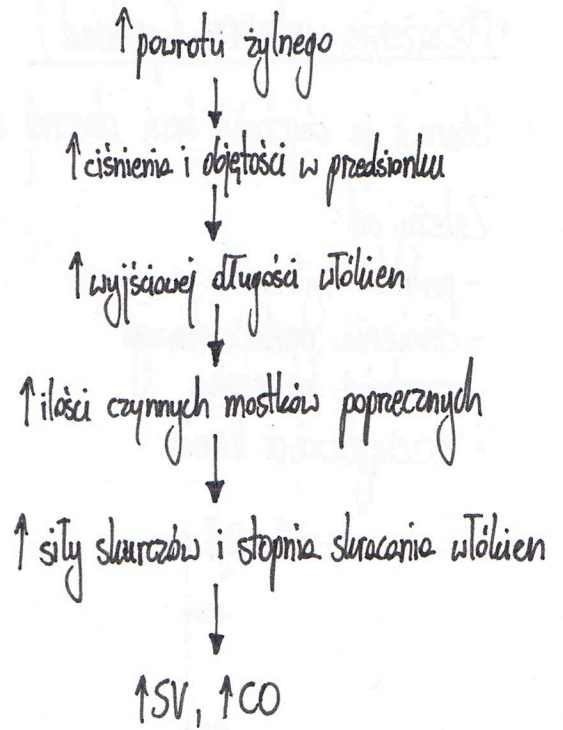 ↑ powrotu żylnego
↑ ciśnienia i objętości w przedsionku
↑ wyjściowej długości włókien
↑ ilości czynnych mostków poprzecznych
↑ siły skurczów i stopnia skracania włókien
↑SV, ↑CO